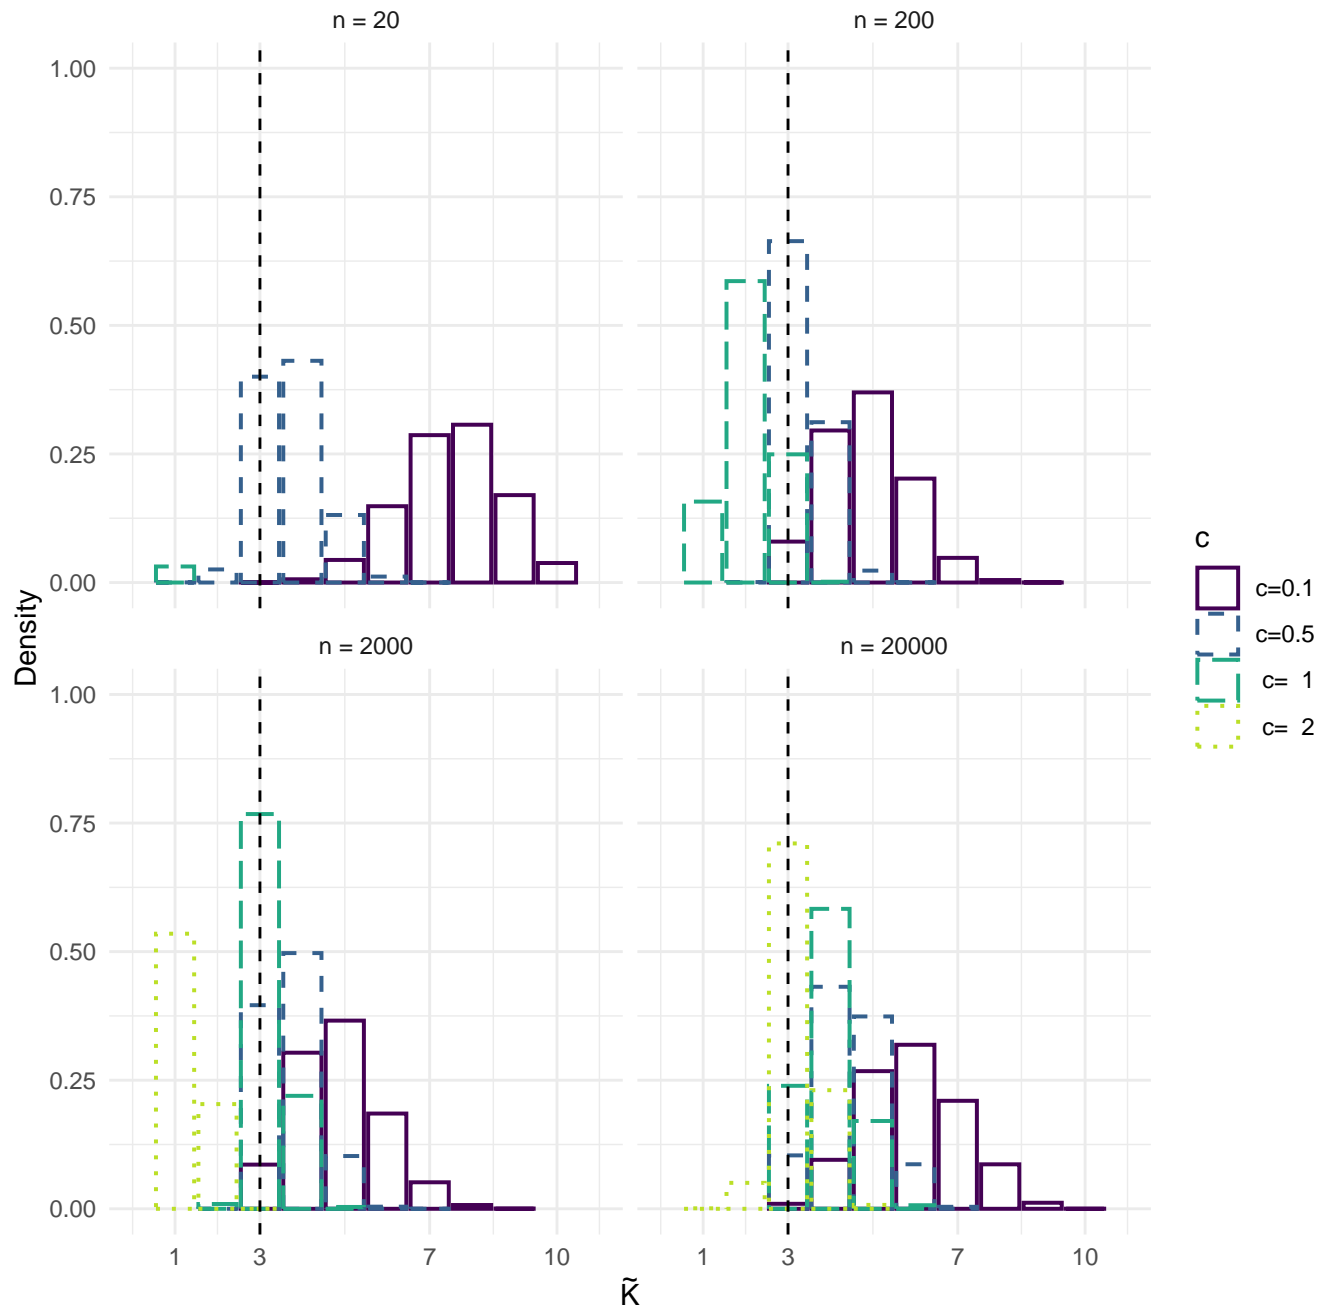 n = 20
n = 200
1.00
0.75
0.50
0.25
0.00
n = 2000
n = 20000
1.00
0.75
0.50
0.25
0.00
1 3 7 10
1 3 7 10
Density
K̃
c
c=0.1
c=0.5
c= 1
c= 2